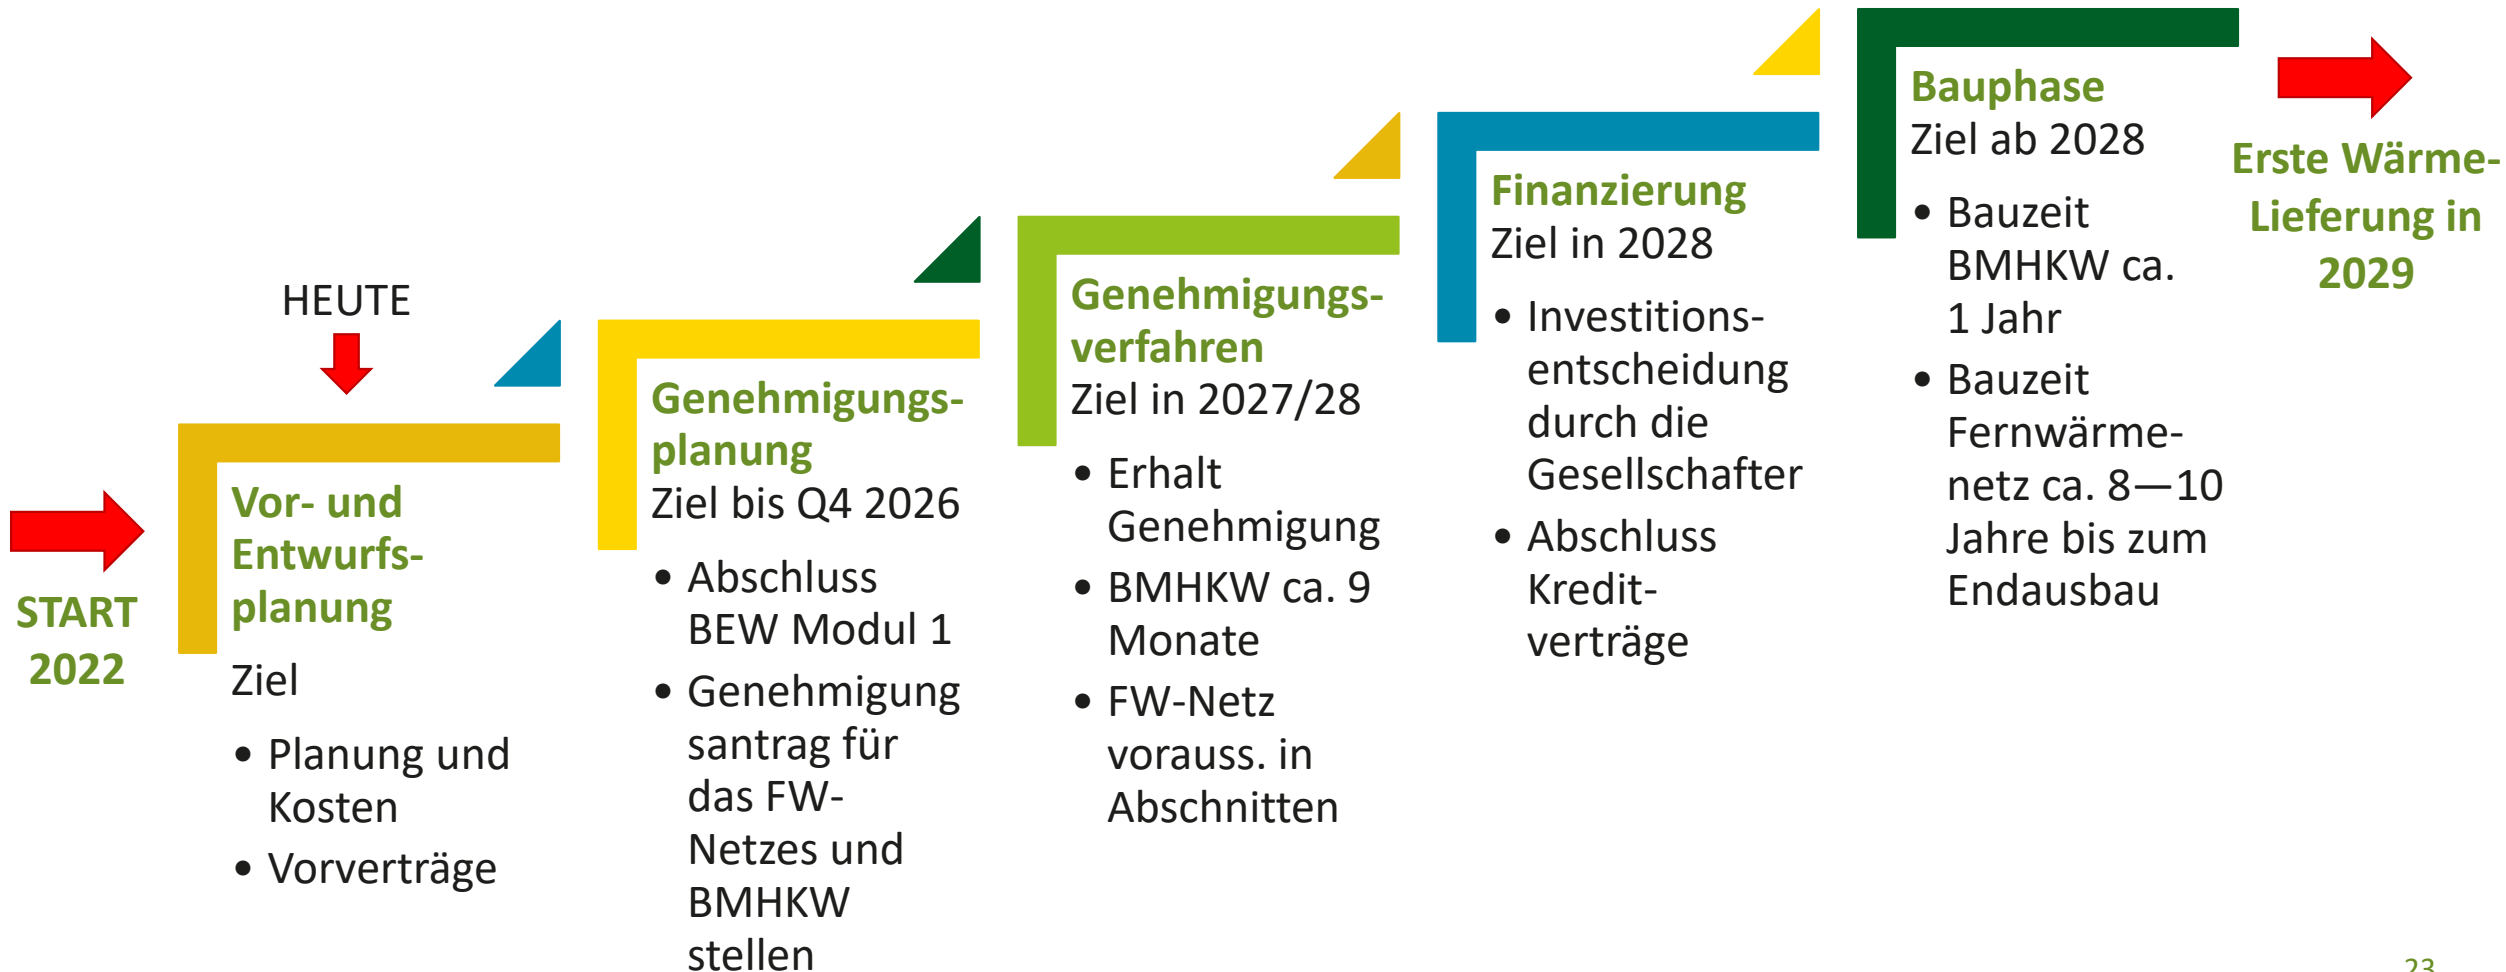 START
2022
HEUTE
Vor- und
Entwurfs-
planung
Ziel
• Planung und
Kosten
• Vorverträge
Genehmigungs-
planung
Ziel bis Q4 2026
• Abschluss
BEW Modul 1
• Genehmigung
santrag für
das FW-
Netzes und
BMHKW
stellen
Genehmigungs-
verfahren
Ziel in 2027/28
• Erhalt
Genehmigung
• BMHKW ca. 9
Monate
• FW-Netz
vorauss. in
Abschnitten
Finanzierung
Ziel in 2028
• Investitions-
entscheidung
durch die
Gesellschafter
• Abschluss
Kredit-
verträge
Bauphase
Ziel ab 2028
• Bauzeit
BMHKW ca.
1 Jahr
• Bauzeit
Fernwärme-
netz ca. 8—10
Jahre bis zum
Endausbau
Erste Wärme-
Lieferung in
2029
23